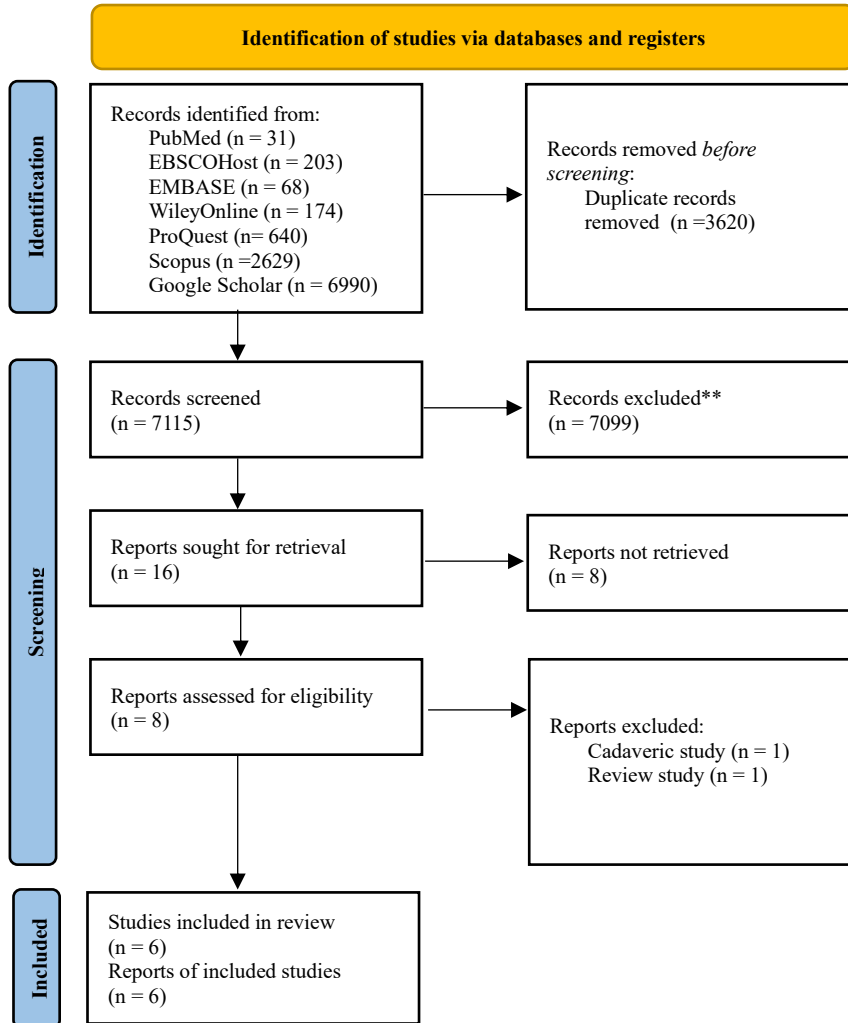 Identification of studies via databases and registers
Identification
Records identified from:
PubMed (n = 31)
EBSCOHost (n = 203)
EMBASE (n = 68)
WileyOnline (n = 174)
ProQuest (n= 640)
Scopus (n =2629)
Google Scholar (n = 6990)
Records removed before
screening:
Duplicate records
removed (n =3620)
Screening
Records screened
(n = 7115)
Records excluded**
(n = 7099)
Reports sought for retrieval
(n = 16)
Reports not retrieved
(n = 8)
Reports assessed for eligibility
(n = 8)
Reports excluded:
Cadaveric study (n = 1)
Review study (n = 1)
Included
Studies included in review
(n = 6)
Reports of included studies
(n = 6)